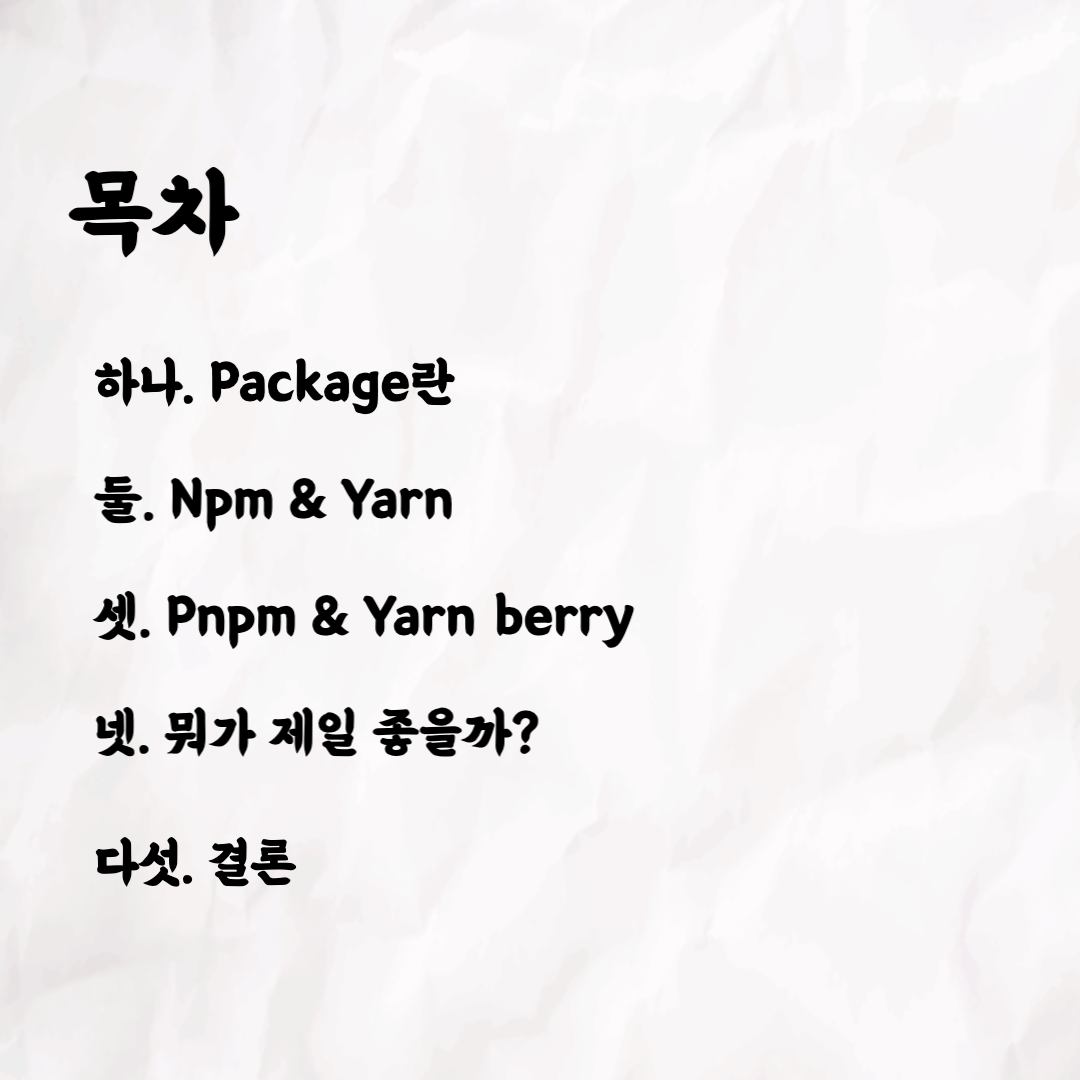 목차
하나. Package란
둘. Npm & Yarn
셋. Pnpm & Yarn berry
넷. 뭐가 제일 좋을까?
다섯. 결론